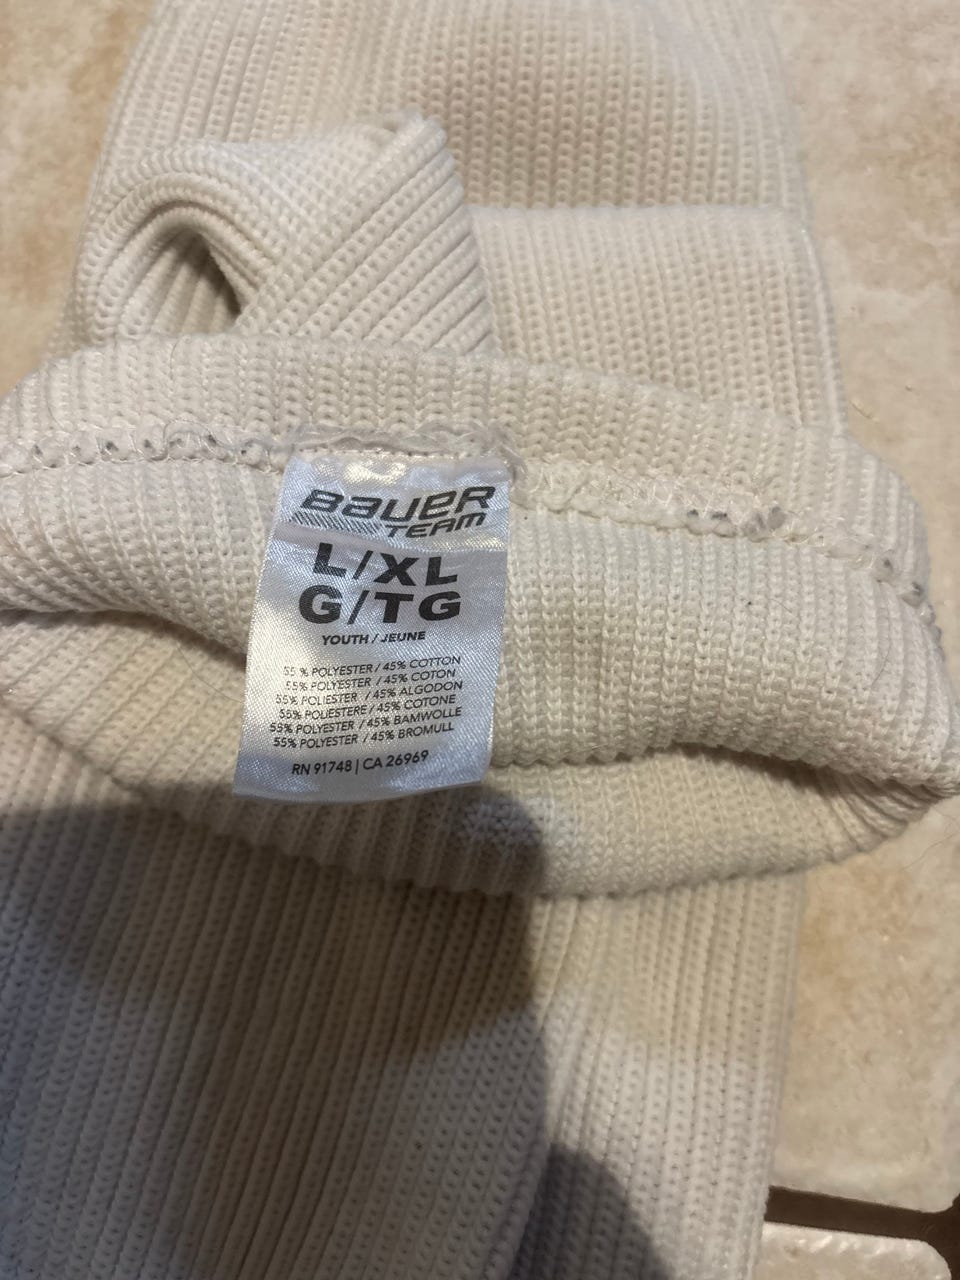 BAUER
TEAM
L/XL
G/TG
YOUTH / JEUNE
55 % POLYESTER / 45% COTTON
55 % POLYESTER / 45% COTON
55% POLIESTER / 45% ALGODON
55% POLIESTERE / 45% COTONE
55% POLYESTER / 45% BAMWOLLE
55% POLYESTER / 45% BROMULL
RN 91748 | CA 26969